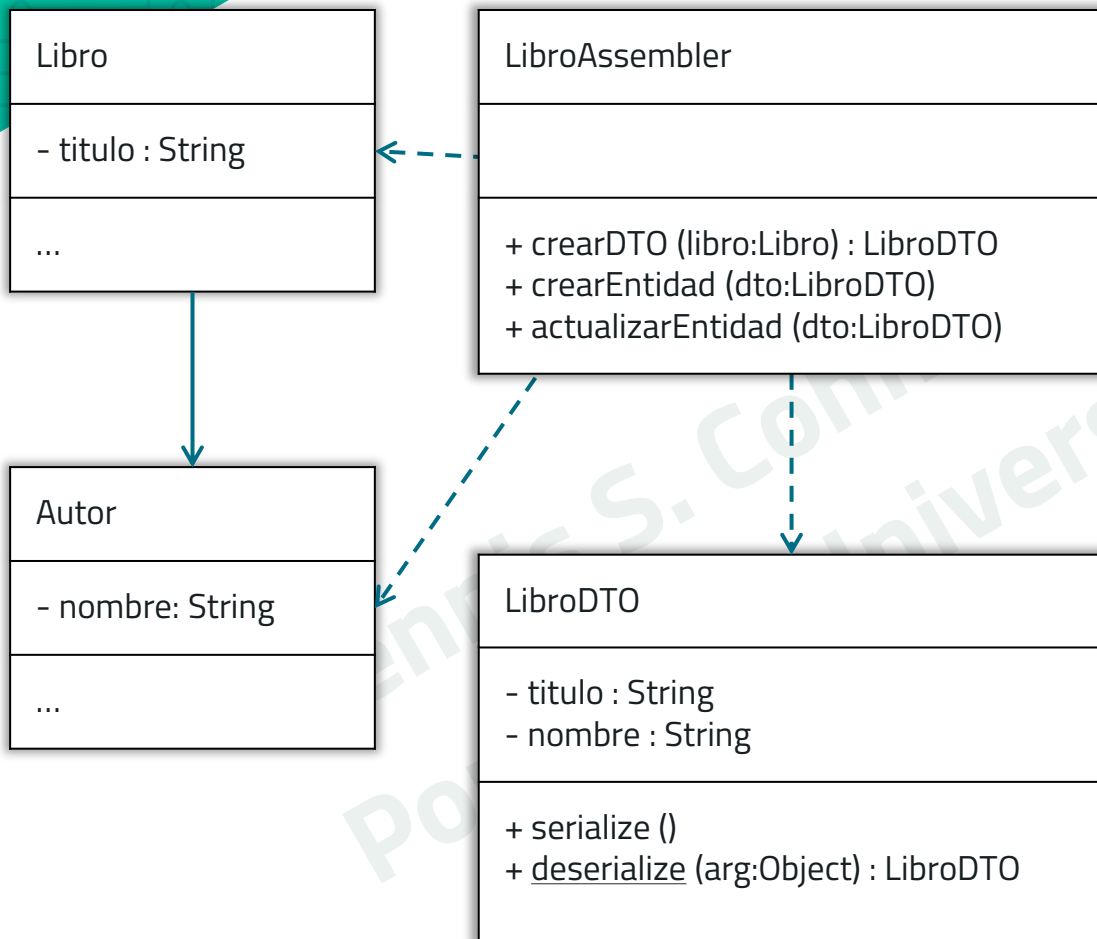 Libro
- titulo : String
...
LibroAssembler
+ crearDTO (libro:Libro) : LibroDTO
+ crearEntidad (dto:LibroDTO)
+ actualizarEntidad (dto:LibroDTO)
Autor
- nombre: String
...
LibroDTO
- titulo : String
- nombre : String
+ serialize ()
+ deserialize (arg:Object) : LibroDTO